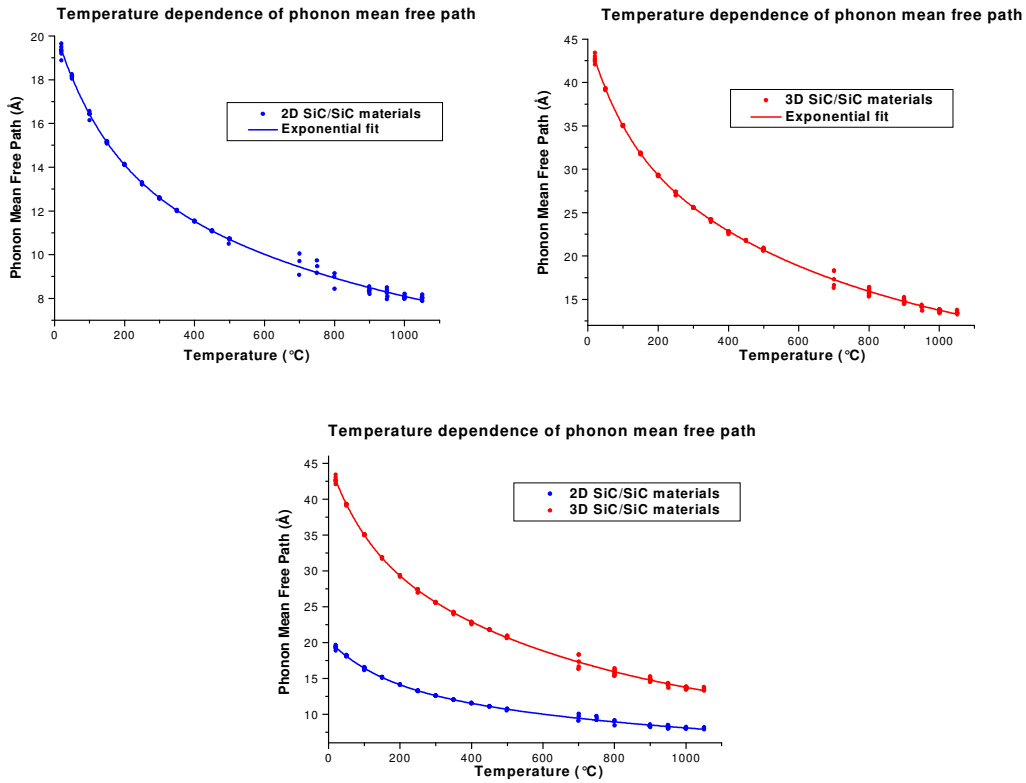 Temperature dependence of phonon mean free path
20
18
16
14
12
10
8
Phonon Mean Free Path (Å)
2D SiC/SiC materials
Exponential fit
0 200 400 600 800 1000
Temperature (°C)
Temperature dependence of phonon mean free path
45
40
35
30
25
20
15
Phonon Mean Free Path (Å)
3D SiC/SiC materials
Exponential fit
0 200 400 600 800 1000
Temperature (°C)
Temperature dependence of phonon mean free path
45
40
35
30
25
20
15
10
Phonon Mean Free Path (Å)
2D SiC/SiC materials
3D SiC/SiC materials
0 200 400 600 800 1000
Temperature (°C)